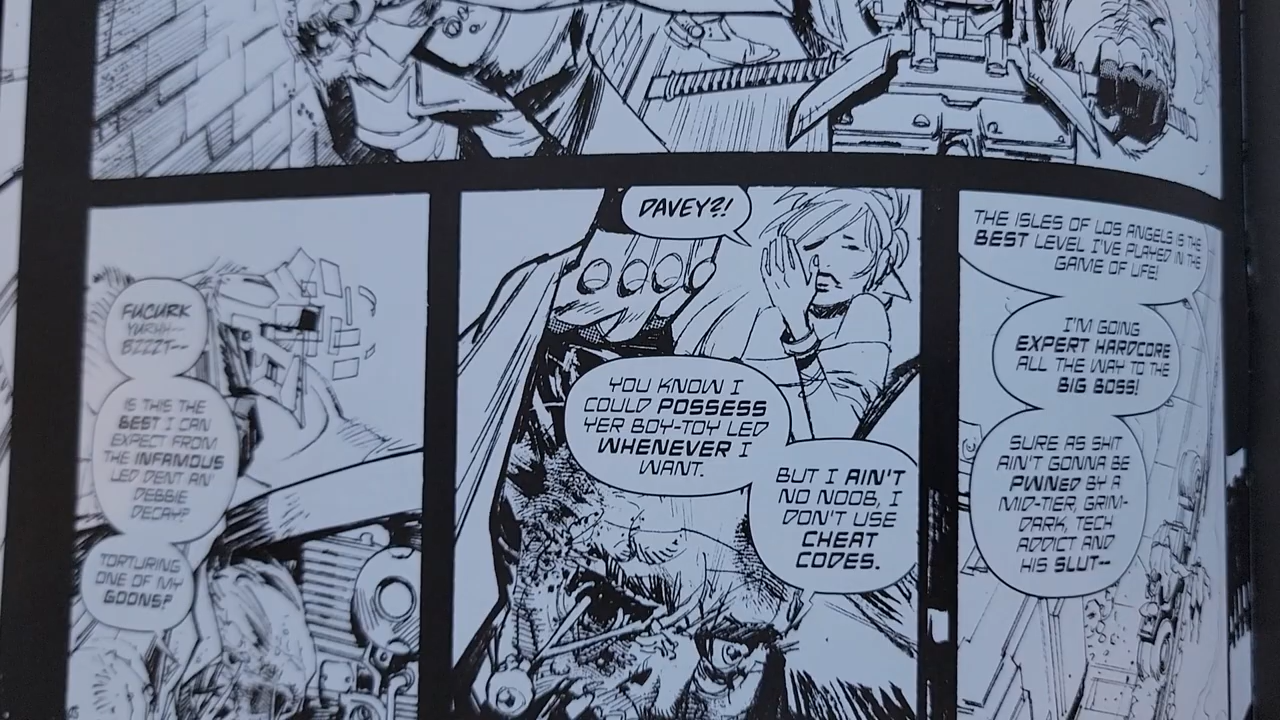 FUCURK
YURHH--
BZZZT--
IS THIS THE
BEST I CAN
EXPECT FROM
THE INFAMOUS
LED DENT AN'
DEBBIE
DECAY?
TORTURING
ONE OF MY
GOONS?
DAVEY?!
YOU KNOW I
COULD POSSESS
YER BOY-TOY LED
WHENEVER I
WANT.
BUT I AIN'T
NO NOOB, I
DON'T USE
CHEAT
CODES.
THE ISLES OF LOS ANGELS IS THE
BEST LEVEL I'VE PLAYED IN THE
GAME OF LIFE!
I'M GOING
EXPERT HARDCORE
ALL THE WAY TO THE
BIG BOSS!
SURE AS SHIT
AIN'T GONNA BE
PWNED BY A
MID-TIER, GRIM-
DARK, TECH
ADDICT AND
HIS SLUT--